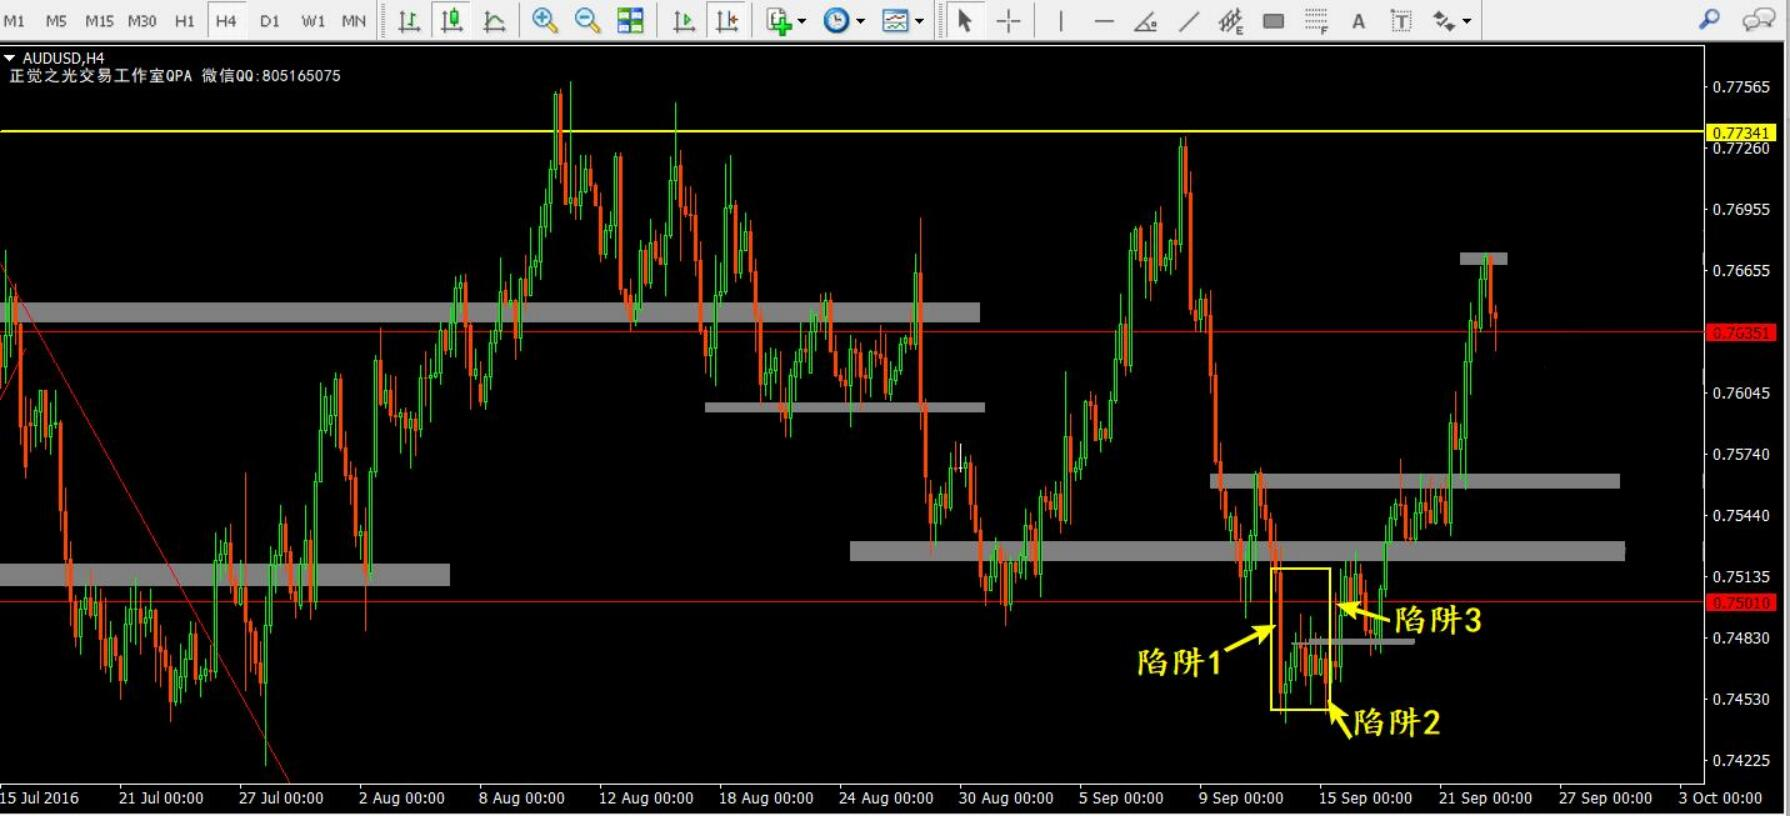 M1 M5 M15 M30 H1 H4 D1 W1 MN
E F A T
AUDUSD,H4
正觉之光交易工作室QPA 微信QQ:805165075
0.77565
0.77341
0.77260
0.76955
0.76655
0.76351
0.76045
0.75740
0.75440
0.75135
0.75010
0.74830
0.74530
0.74225
陷阱3
陷阱1
陷阱2
15 Jul 2016 21 Jul 00:00 27 Jul 00:00 2 Aug 00:00 8 Aug 00:00 12 Aug 00:00 18 Aug 00:00 24 Aug 00:00 30 Aug 00:00 5 Sep 00:00 9 Sep 00:00 15 Sep 00:00 21 Sep 00:00 27 Sep 00:00 3 Oct 00:00